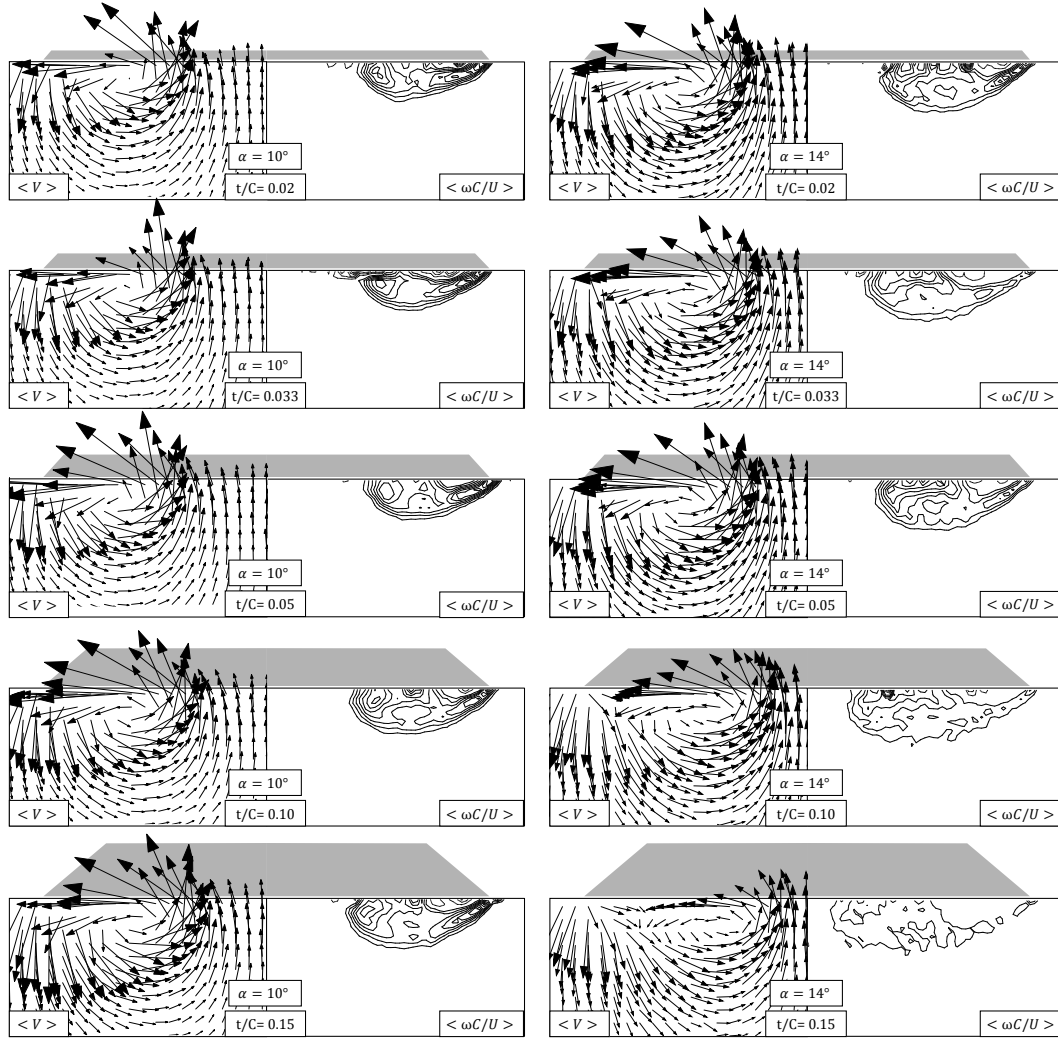 α = 10°
< V >
t/C= 0.02
< ωC/U >
α = 14°
< V >
t/C= 0.02
< ωC/U >
α = 10°
< V >
t/C= 0.033
< ωC/U >
α = 14°
< V >
t/C= 0.033
< ωC/U >
α = 10°
< V >
t/C= 0.05
< ωC/U >
α = 14°
< V >
t/C= 0.05
< ωC/U >
α = 10°
< V >
t/C= 0.10
< ωC/U >
α = 14°
< V >
t/C= 0.10
< ωC/U >
α = 10°
< V >
t/C= 0.15
< ωC/U >
α = 14°
< V >
t/C= 0.15
< ωC/U >